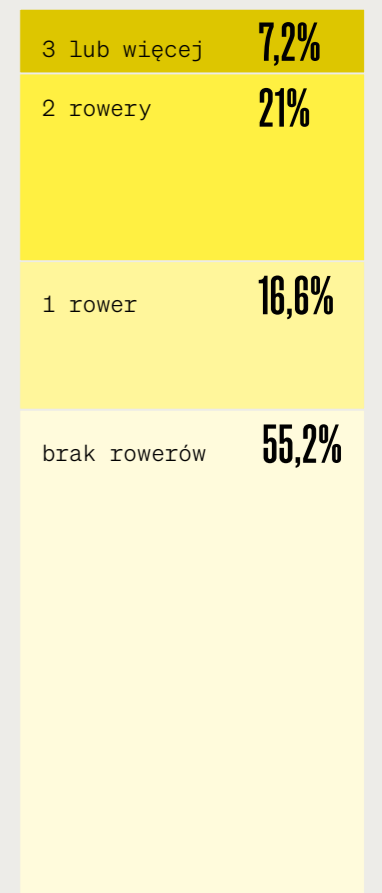 3 lub więcej 7,2%
2 rowery 21%
1 rower 16,6%
brak rowerów 55,2%